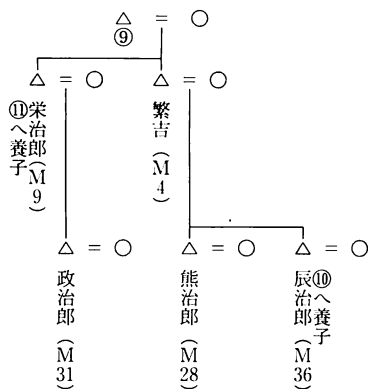 △ = ○
⑨
△ = ○
△ = ○
繁吉（M4）
栄治郎（M9）
⑪へ養子
△ = ○
△ = ○
△ = ○
⑩へ養子
辰治郎（M36）
熊治郎（M28）
政治郎（M31）